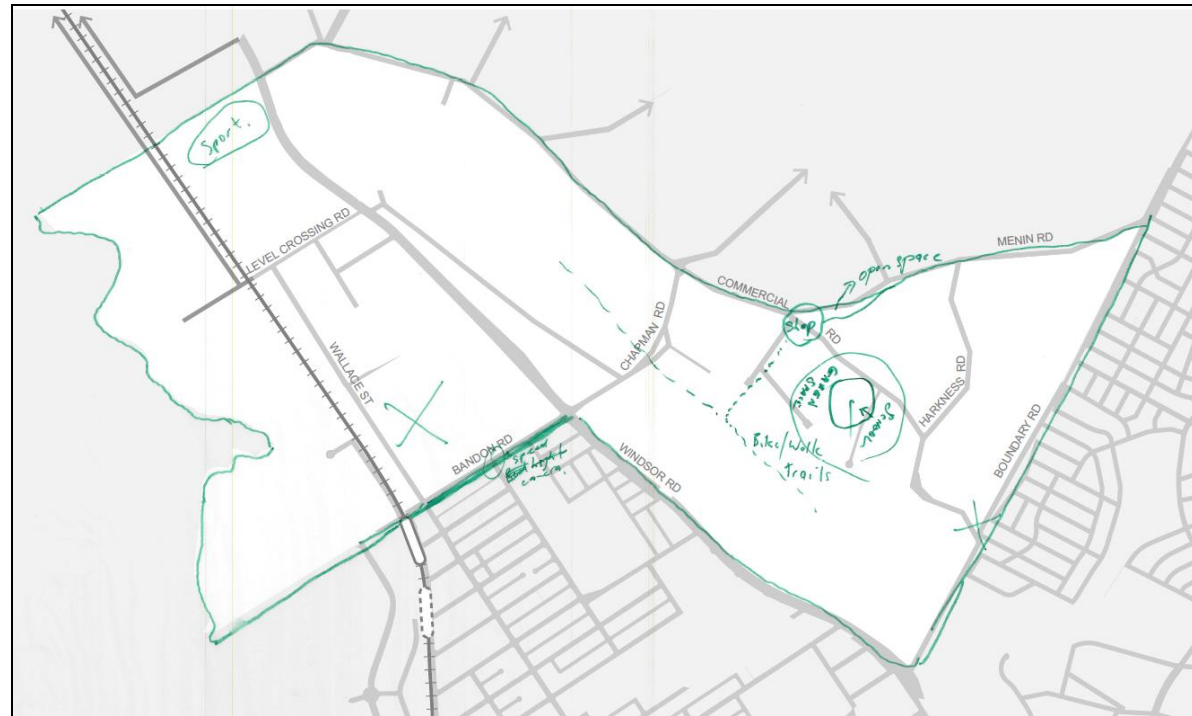 Sport.
LEVEL CROSSING RD
MENIN RD
open space
COMMERCIAL
RD
Shop
CHAPMAN RD
WALLACE ST
GREEN
SPACE
SCHOOL
HARKNESS RD
BOUNDARY RD
BANDON RD
speed
WINDSOR RD
Bike/Walk
trails